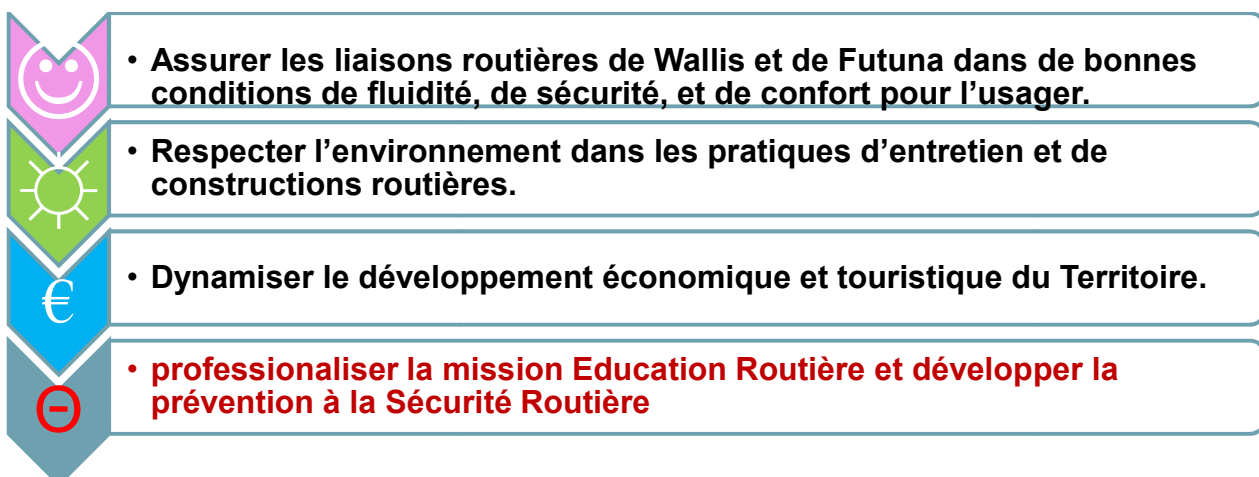 • Assurer les liaisons routières de Wallis et de Futuna dans de bonnes
conditions de fluidité, de sécurité, et de confort pour l’usager.
• Respecter l’environnement dans les pratiques d’entretien et de
constructions routières.
€
• Dynamiser le développement économique et touristique du Territoire.
Θ
• professionaliser la mission Education Routière et développer la
prévention à la Sécurité Routière